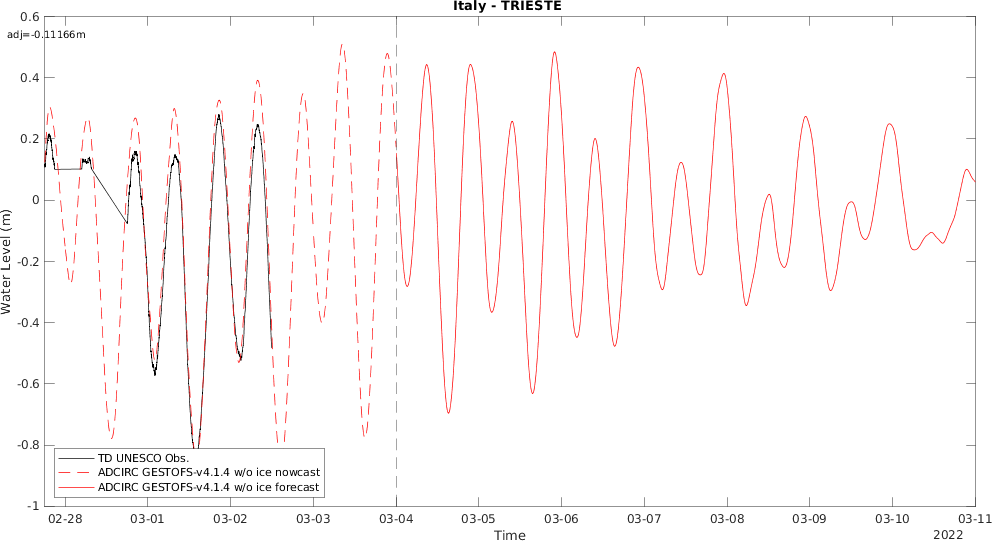 Italy - TRIESTE
adj=-0.11166m
Water Level (m)
0.6
0.4
0.2
0
-0.2
-0.4
-0.6
-0.8
-1
TD UNESCO Obs.
ADCIRC GESTOFS-v4.1.4 w/o ice nowcast
ADCIRC GESTOFS-v4.1.4 w/o ice forecast
02-28 03-01 03-02 03-03 03-04 03-05 03-06 03-07 03-08 03-09 03-10 03-11
Time
2022